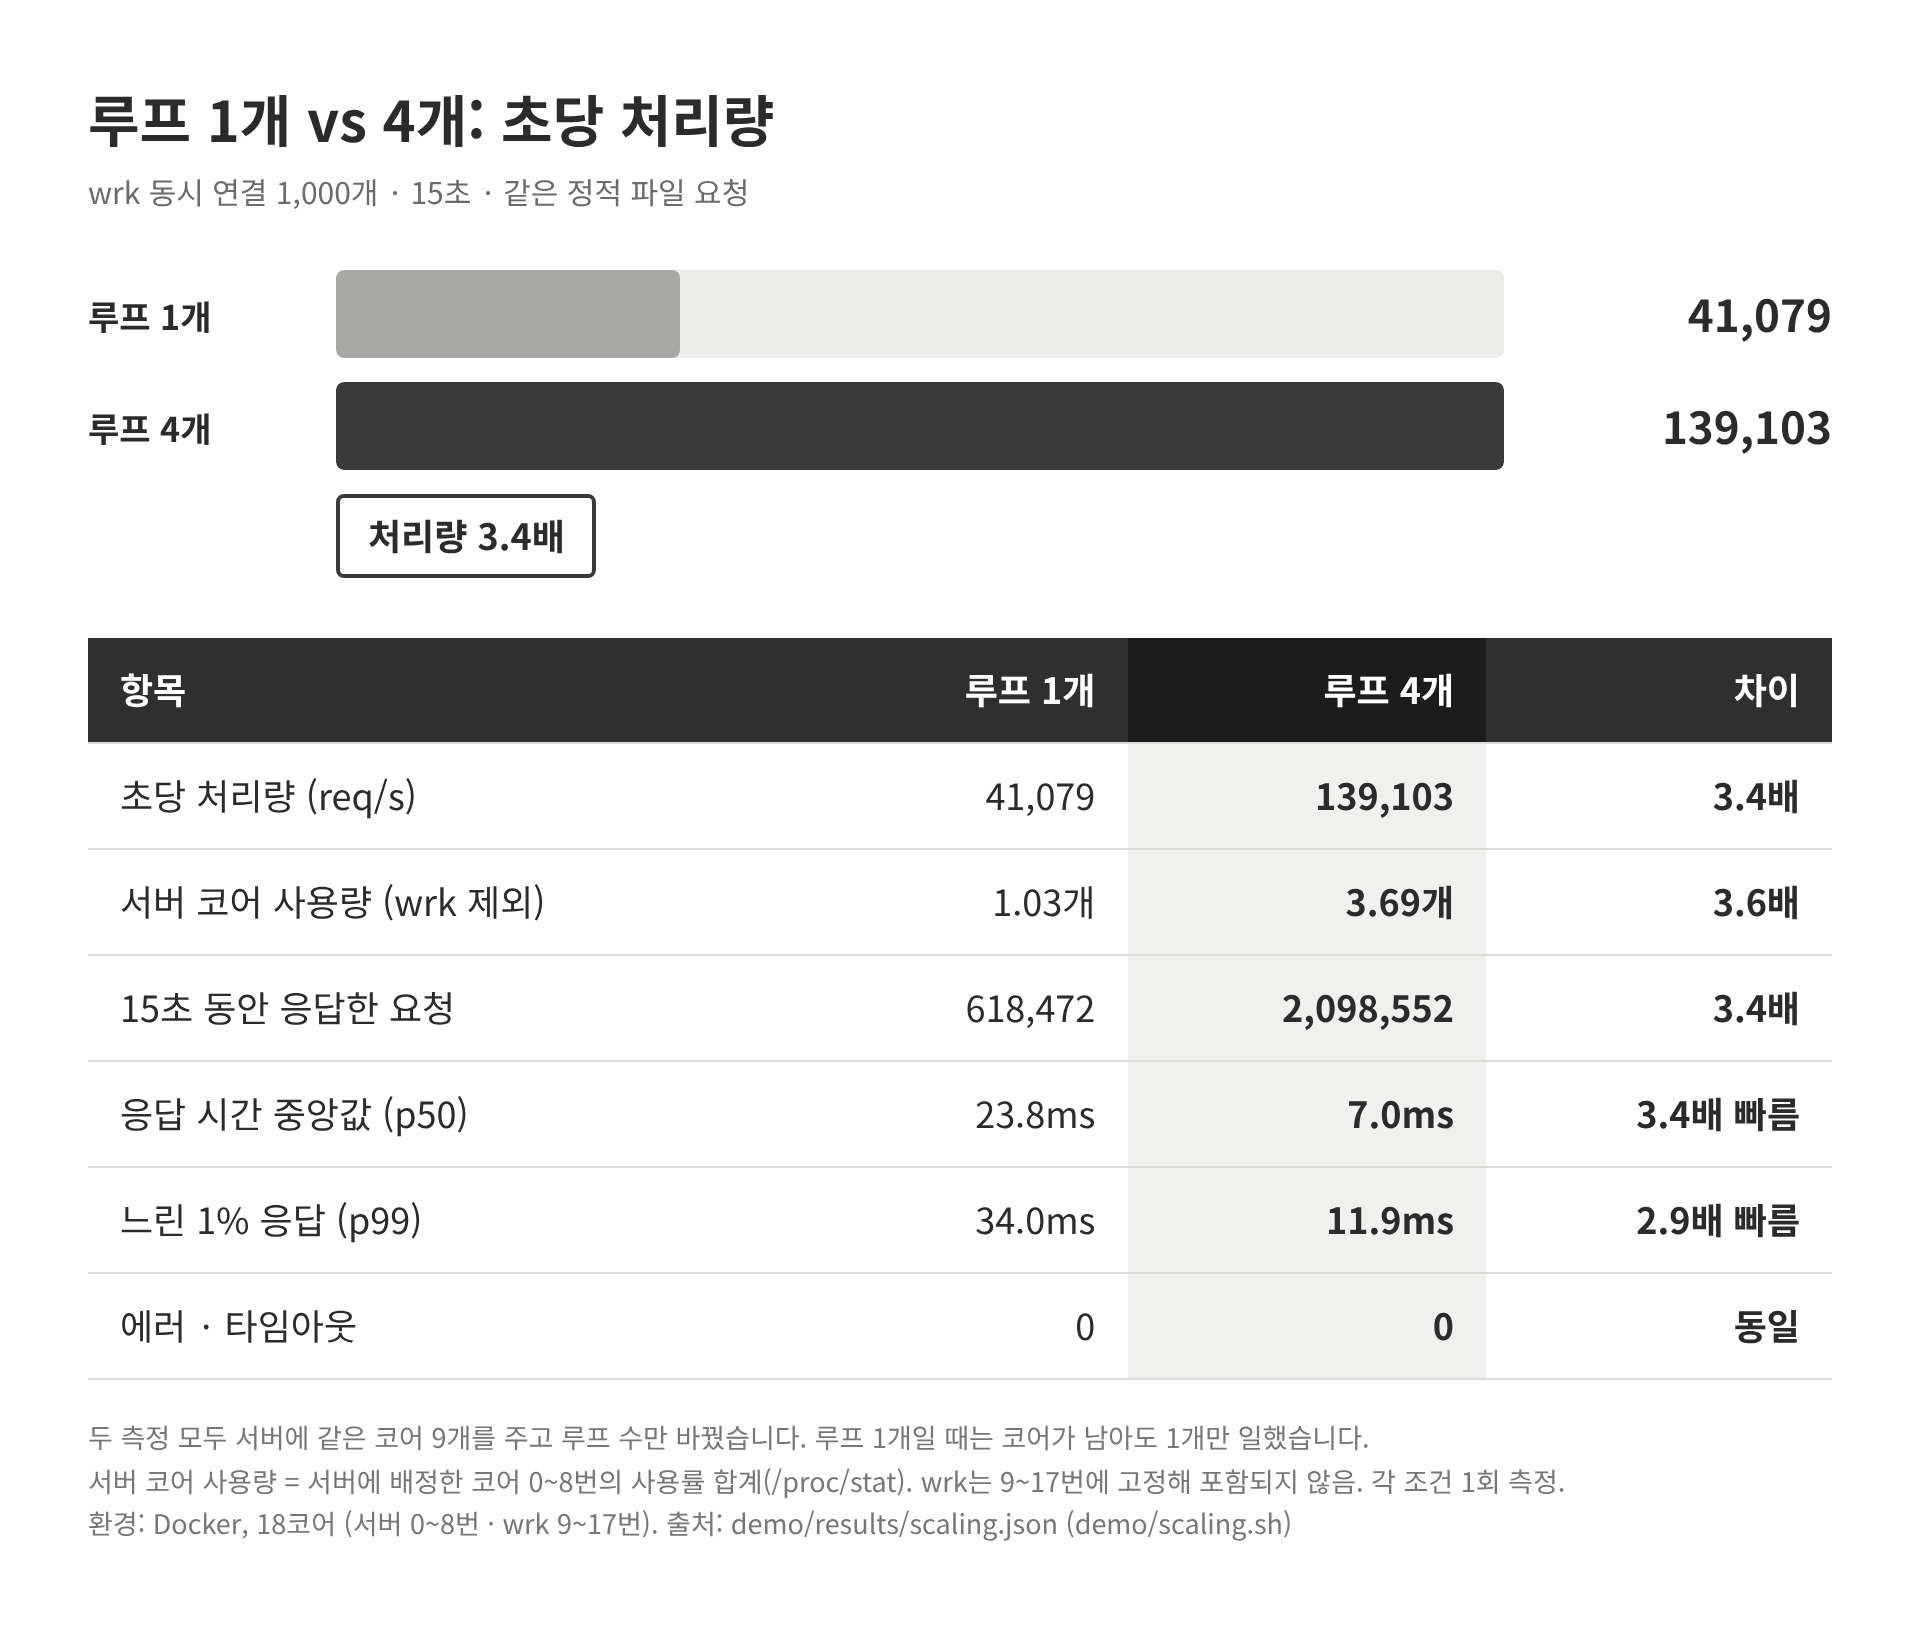 루프 1개 vs 4개: 초당 처리량
wrk 동시 연결 1,000개 · 15초 · 같은 정적 파일 요청
루프 1개 41,079
루프 4개 139,103
처리량 3.4배
항목 루프 1개 루프 4개 차이
초당 처리량 (req/s) 41,079 139,103 3.4배
서버 코어 사용량 (wrk 제외) 1.03개 3.69개 3.6배
15초 동안 응답한 요청 618,472 2,098,552 3.4배
응답 시간 중앙값 (p50) 23.8ms 7.0ms 3.4배 빠름
느린 1% 응답 (p99) 34.0ms 11.9ms 2.9배 빠름
에러 · 타임아웃 0 0 동일
두 측정 모두 서버에 같은 코어 9개를 주고 루프 수만 바꿨습니다. 루프 1개일 때는 코어가 남아도 1개만 일했습니다.
서버 코어 사용량 = 서버에 배정한 코어 0~8번의 사용률 합계(/proc/stat). wrk는 9~17번에 고정해 포함되지 않음. 각 조건 1회 측정.
환경: Docker, 18코어 (서버 0~8번 · wrk 9~17번). 출처: demo/results/scaling.json (demo/scaling.sh)